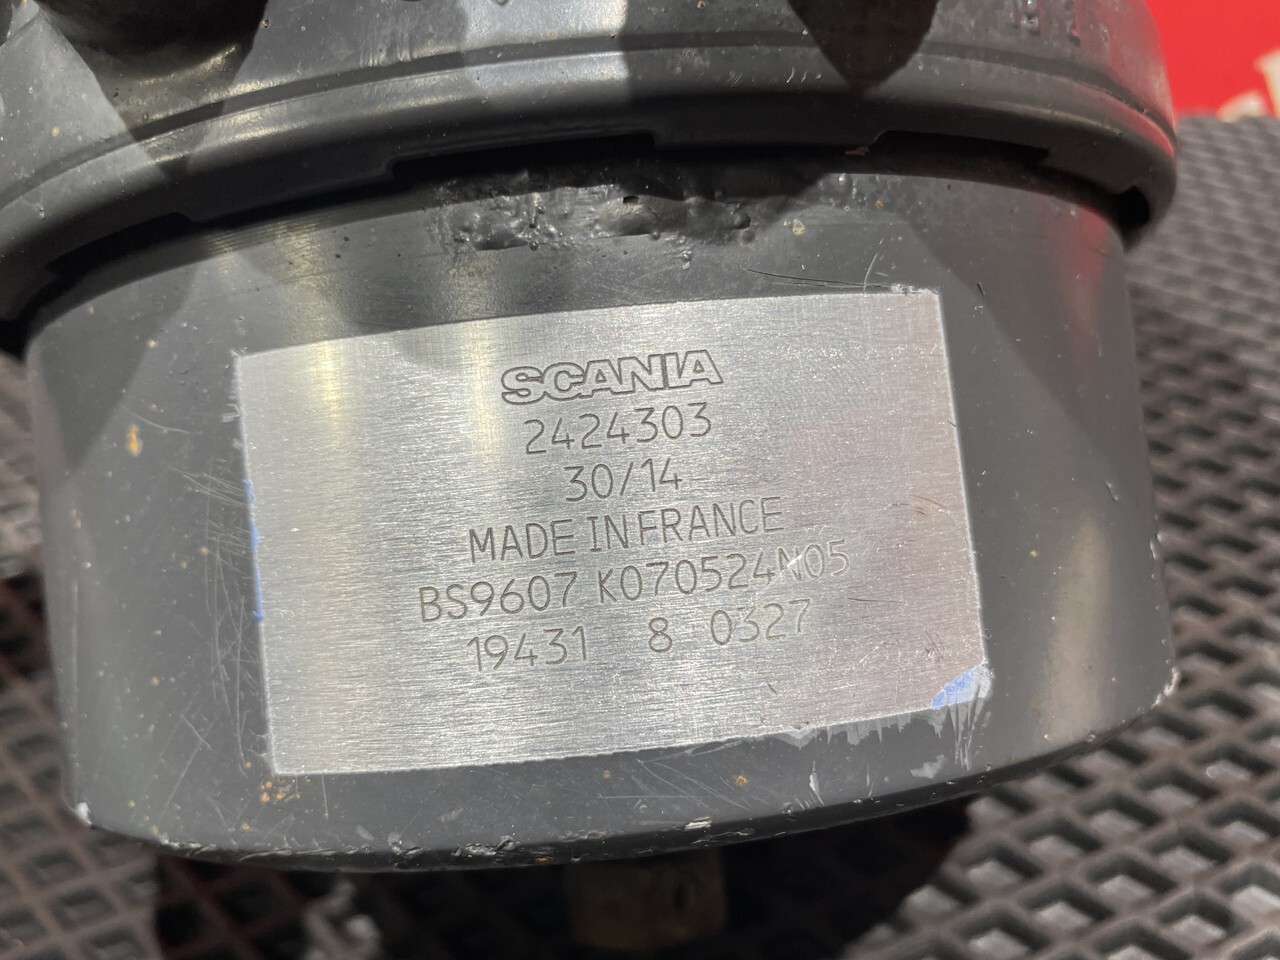 SCANIA
2424303
30/14
MADE IN FRANCE
BS9607 K070524N05
19431 8 0327